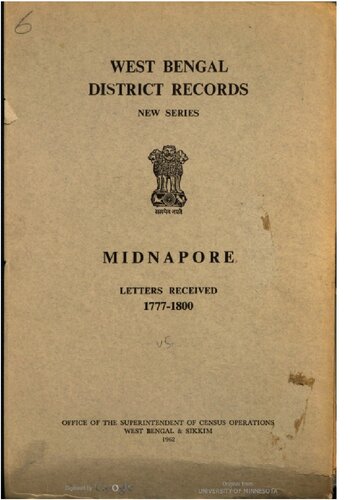 6
WEST BENGAL
DISTRICT RECORDS
NEW SERIES
सत्यमेव जयते
MIDNAPORE
LETTERS RECEIVED
1777-1800
OFFICE OF THE SUPERINTENDENT OF CENSUS OPERATIONS
WEST BENGAL & SIKKIM
1962
Digitized by
Original from
UNIVERSITY OF MINNESOTA